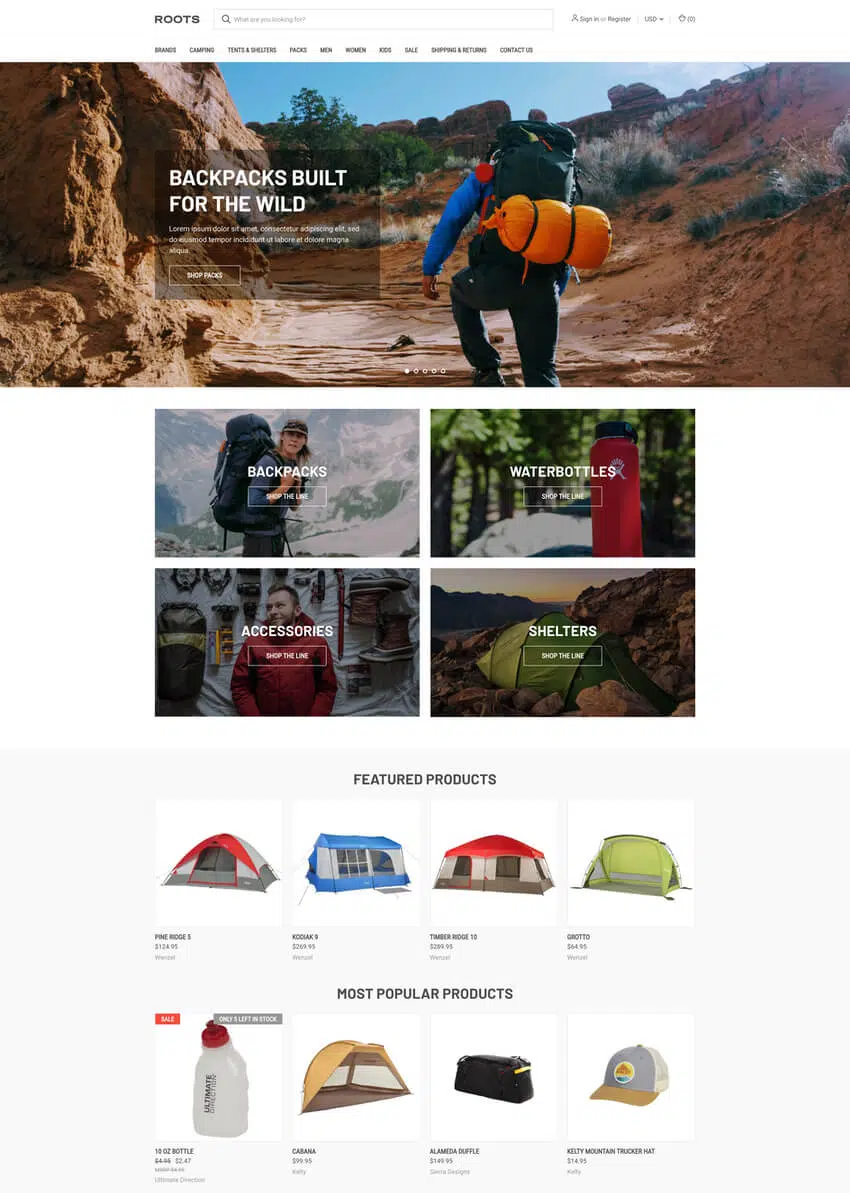 ROOTS
What are you looking for?
Sign in or Register
USD
(0)
BRANDS CAMPING TENTS & SHELTERS PACKS MEN WOMEN KIDS SALE SHIPPING & RETURNS CONTACT US
BACKPACKS BUILT
FOR THE WILD
Lorem ipsum dolor sit amet, consectetur adipiscing elit, sed
do eiusmod tempor incididunt ut labore et dolore magna
aliqua.
SHOP PACKS
BACKPACKS
SHOP THE LINE
WATERBOTTLES
SHOP THE LINE
ACCESSORIES
SHOP THE LINE
SHELTERS
SHOP THE LINE
FEATURED PRODUCTS
PINE RIDGE 5
$124.95
Wenzel
KODIAK 9
$269.95
Wenzel
TIMBER RIDGE 10
$289.95
Wenzel
GROTTO
$64.95
Wenzel
MOST POPULAR PRODUCTS
SALE
ONLY 5 LEFT IN STOCK
ULTIMATE
DIRECTION
10 OZ BOTTLE
$4.95 $2.47
MSRP $4.95
Ultimate Direction
CABANA
$99.95
Kelty
ALAMEDA DUFFLE
$149.95
Sierra Designs
KELTY MOUNTAIN TRUCKER HAT
$14.95
Kelty